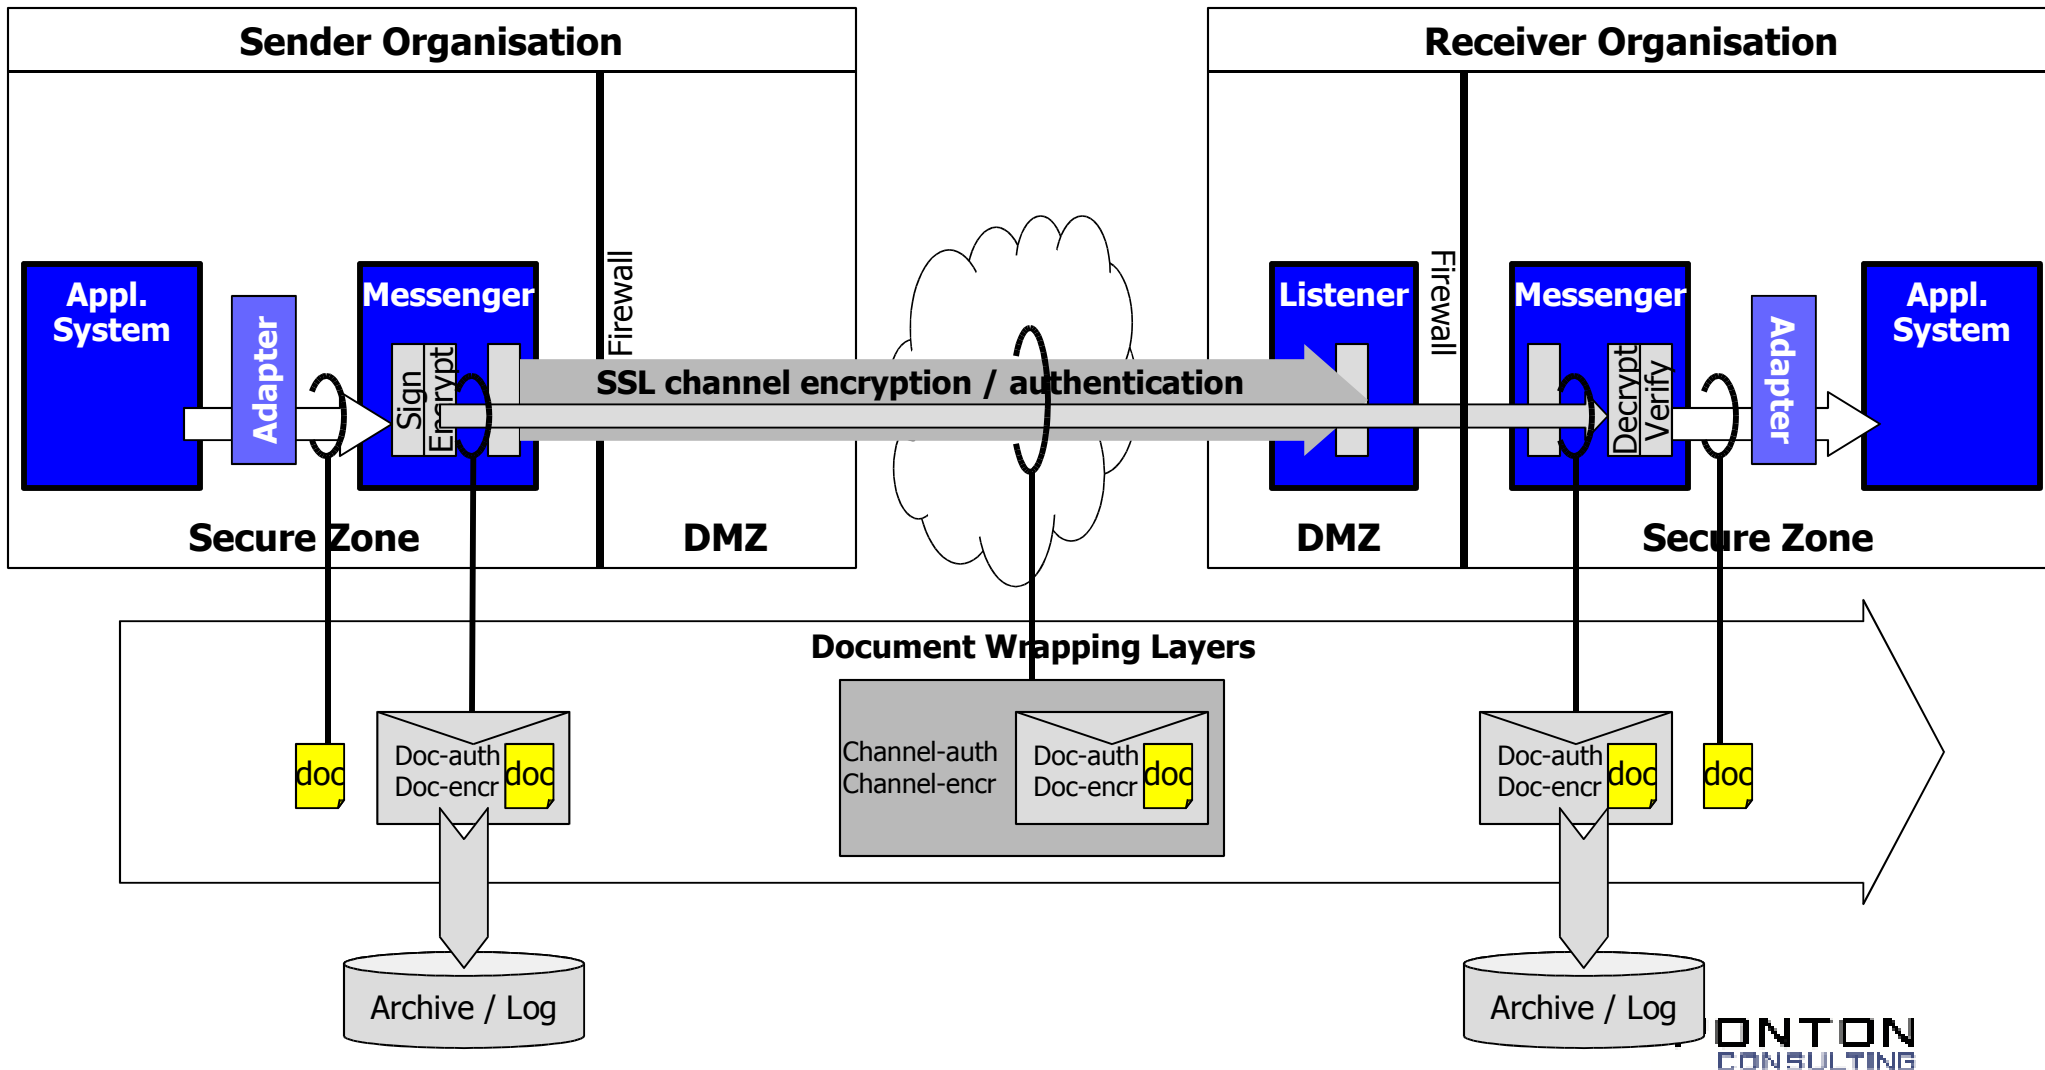 Sender Organisation
Receiver Organisation
Appl.
System
Adapter
Messenger
Sign
Encrypt
Firewall
SSL channel encryption / authentication
Listener
Firewall
Messenger
Decrypt
Verify
Adapter
Appl.
System
Secure Zone
DMZ
DMZ
Secure Zone
Document Wrapping Layers
doc
Doc-auth
Doc-encr
doc
Channel-auth
Channel-encr
Doc-auth
Doc-encr
doc
Doc-auth
Doc-encr
doc
doc
Archive / Log
Archive / Log
ONTON
CONSULTING